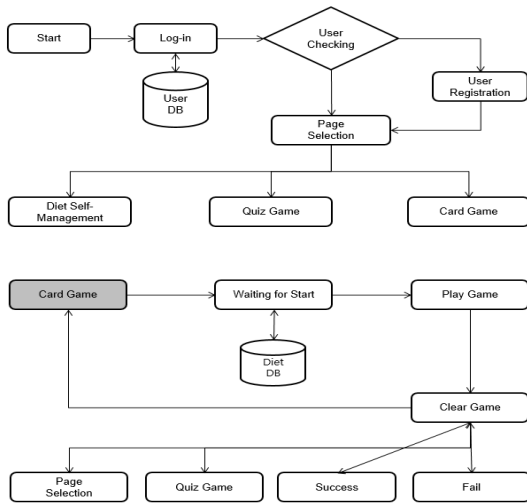 Start
Log-in
User
Checking
User
DB
User
Registration
Page
Selection
Diet Self-
Management
Quiz Game
Card Game
Card Game
Waiting for Start
Play Game
Diet
DB
Clear Game
Page
Selection
Quiz Game
Success
Fail